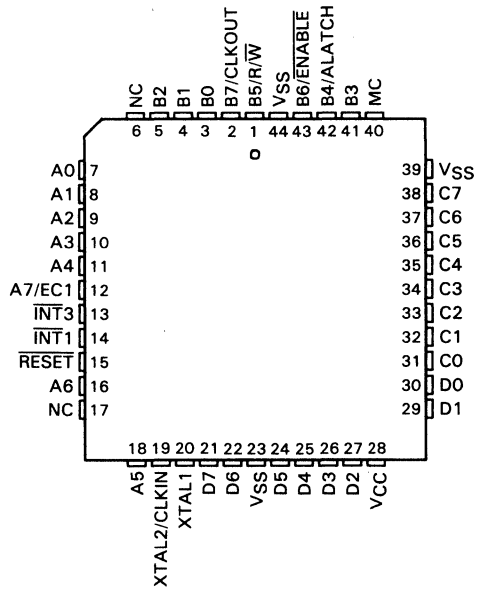 NC
B2
B1
B0
B7/CLKOUT
B5/R/W̅
VSS
B6/E̅N̅A̅B̅L̅E̅
B4/ALATCH
B3
MC
6 5 4 3 2 1 44 43 42 41 40
A0 7
A1 8
A2 9
A3 10
A4 11
A7/EC1 12
I̅N̅T̅3 13
I̅N̅T̅1 14
R̅E̅S̅E̅T̅ 15
A6 16
NC 17
39 VSS
38 C7
37 C6
36 C5
35 C4
34 C3
33 C2
32 C1
31 C0
30 D0
29 D1
18 19 20 21 22 23 24 25 26 27 28
A5
XTAL2/CLKIN
XTAL1
D7
D6
VSS
D5
D4
D3
D2
VCC